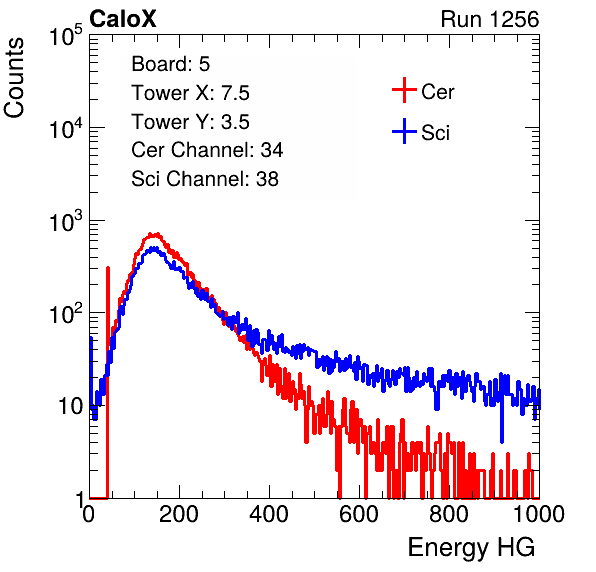 CaloX Run 1256
Counts
Board: 5
Tower X: 7.5
Tower Y: 3.5
Cer Channel: 34
Sci Channel: 38
Cer
Sci
10^5
10^4
10^3
10^2
10
1
0 200 400 600 800 1000
Energy HG